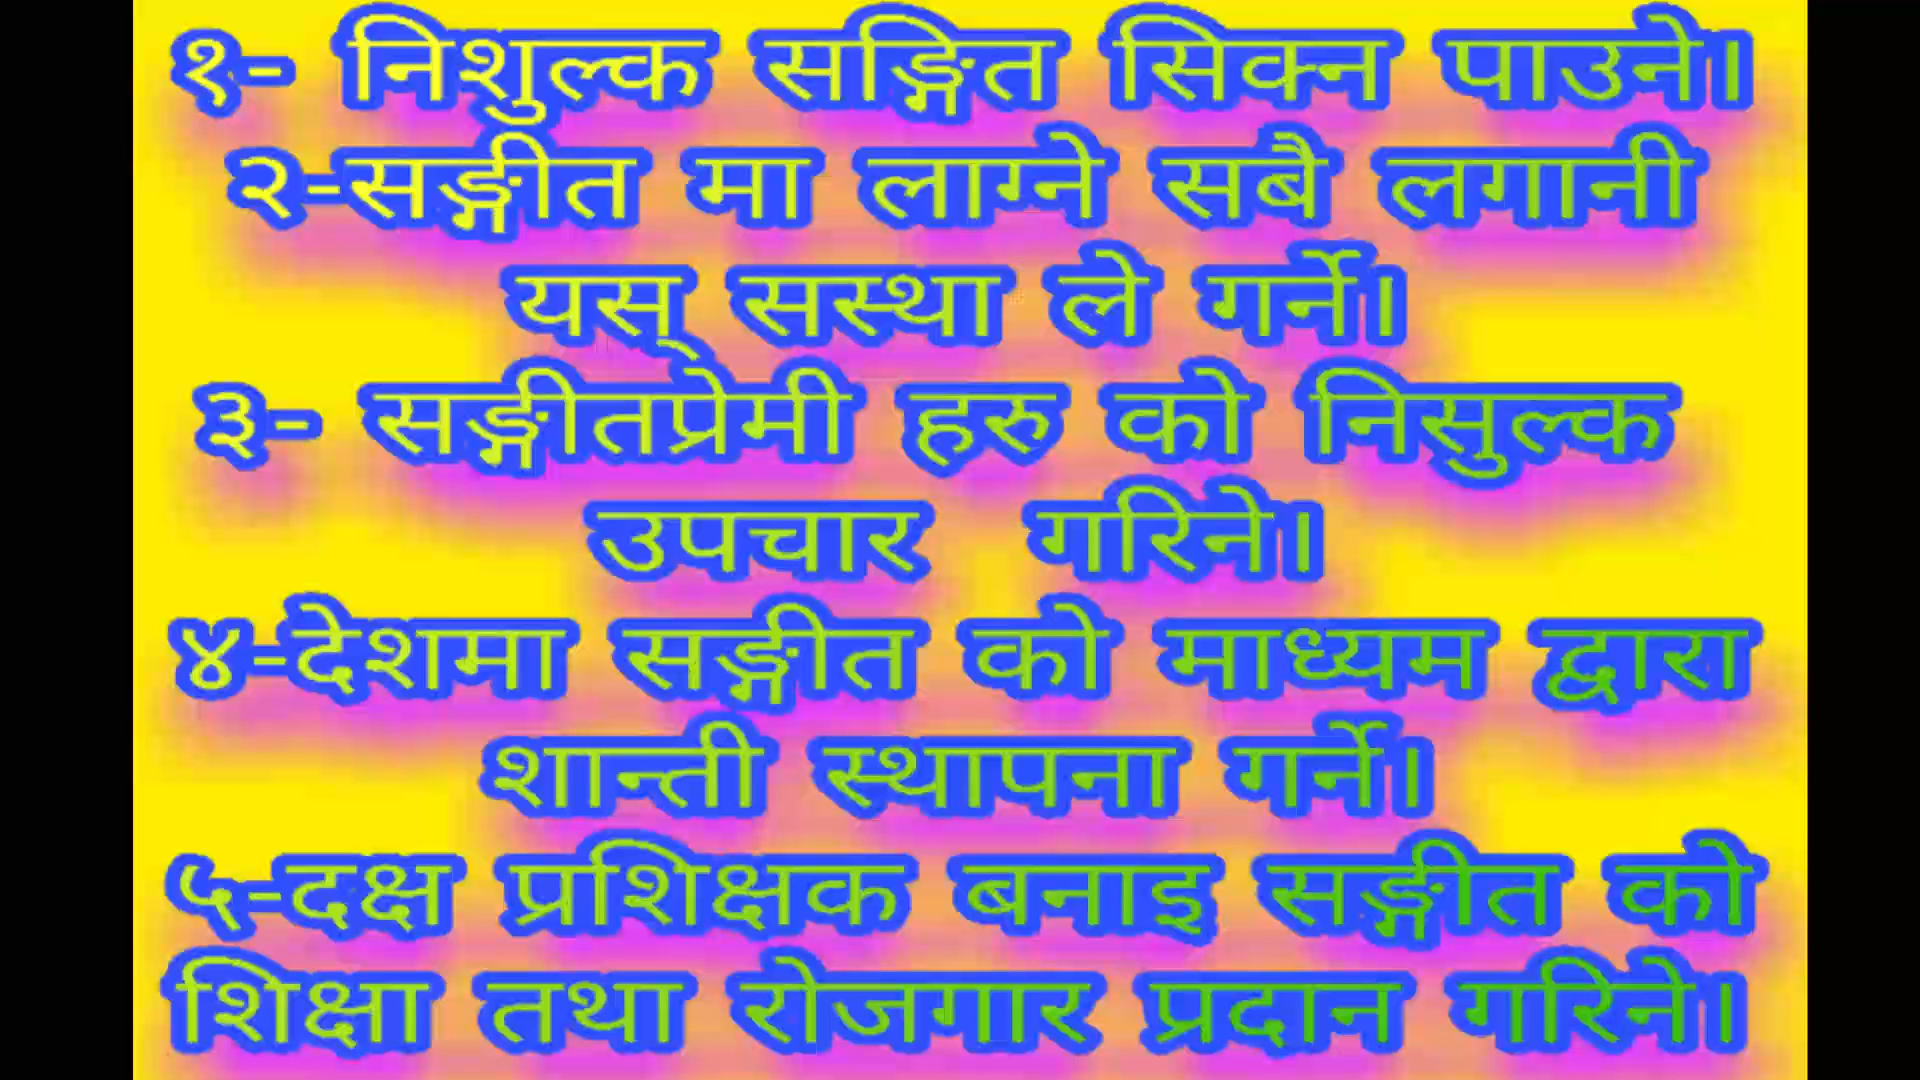 १- निशुल्क सङ्गित सिक्न पाउने।
२-सङ्गीत मा लाग्ने सबै लगानी
यस् सस्था ले गर्ने।
३- सङ्गीतप्रेमी हरु को निसुल्क
उपचार गरिने।
४-देशमा सङ्गीत को माध्यम द्वारा
शान्ती स्थापना गर्ने।
५-दक्ष प्रशिक्षक बनाइ सङ्गीत को
शिक्षा तथा रोजगार प्रदान गरिने।